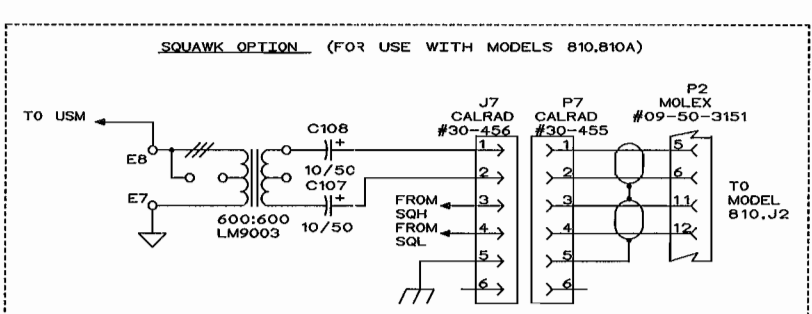 SQUAWK OPTION (FOR USE WITH MODELS 810,810A)
TO USM
E8
E7
600:600
LM9003
C108
+
10/50
C107
+
10/50
J7
CALRAD
#30-456
1
2
3
4
5
6
FROM
SQH
FROM
SQL
P7
CALRAD
#30-455
1
2
3
4
5
6
P2
MOLEX
#09-50-3151
5
6
11
12
TO
MODEL
810.J2